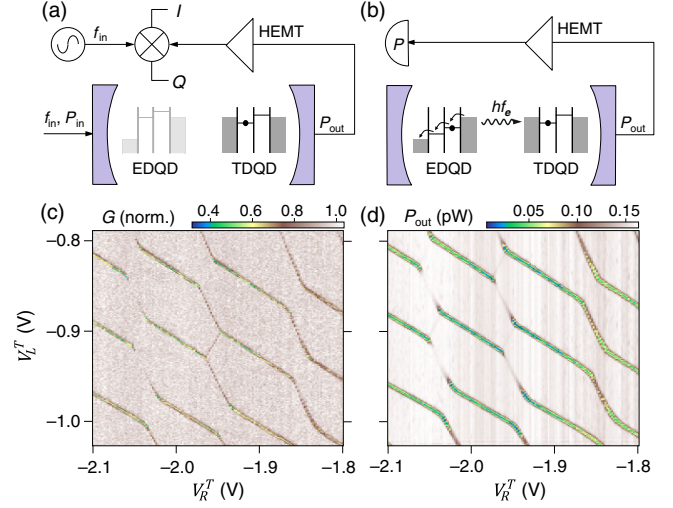 (a)
I
HEMT
f_in
Q
f_in, P_in
P_out
EDQD
TDQD
(b)
P
HEMT
hf_e
P_out
EDQD
TDQD
(c) G (norm.) 0.4 0.6 0.8 1.0
−0.8
−0.9
−1.0
V_L^T (V)
−2.1 −2.0 −1.9 −1.8
V_R^T (V)
(d) P_out (pW) 0.05 0.10 0.15
−2.1 −2.0 −1.9 −1.8
V_R^T (V)